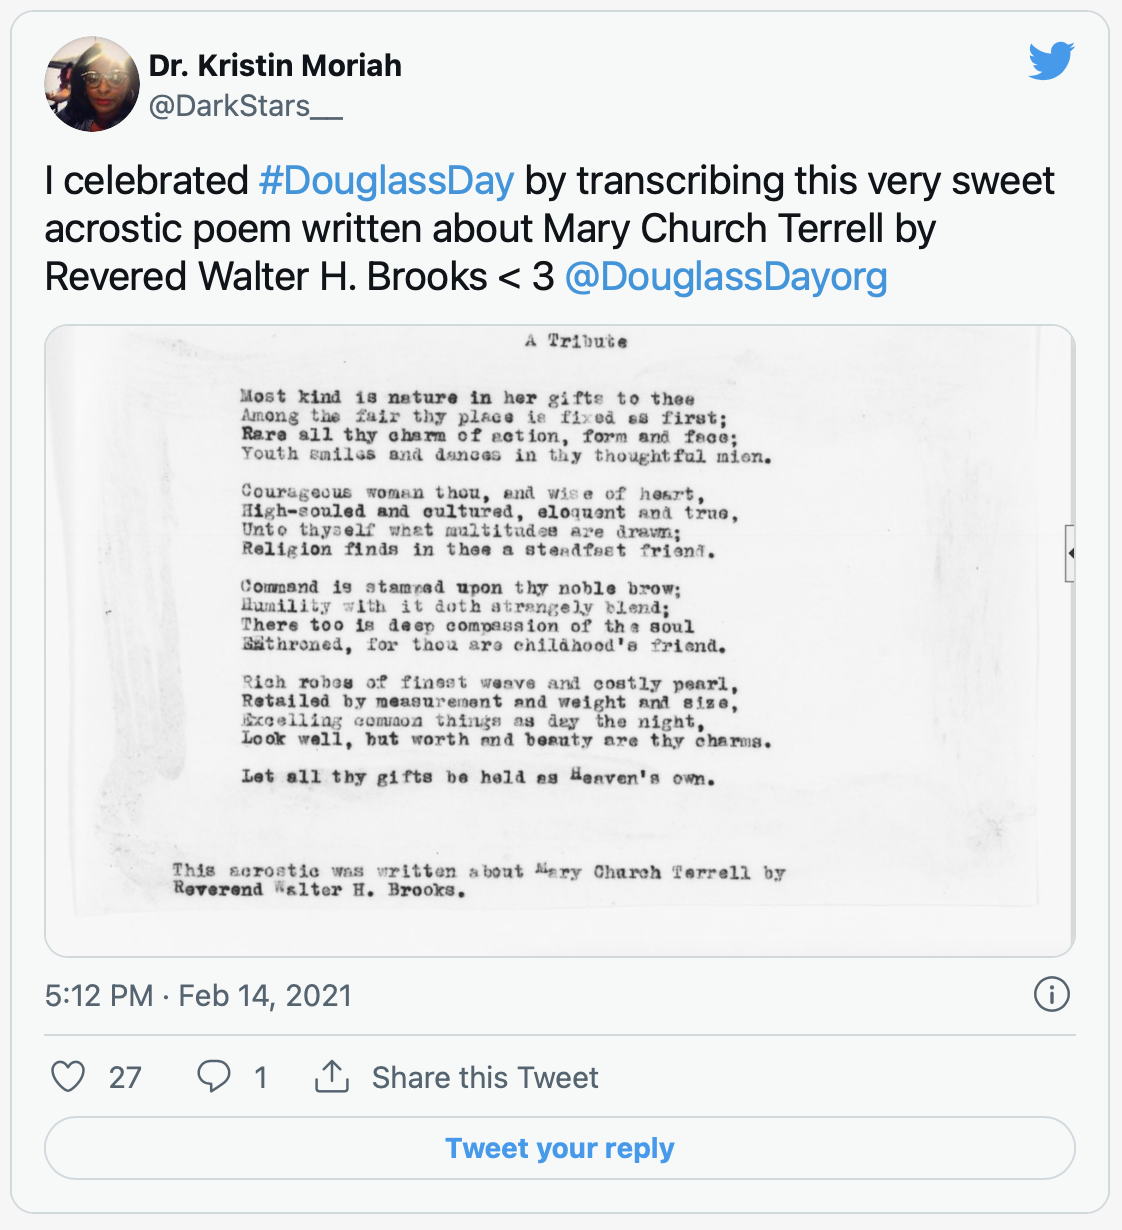 Dr. Kristin Moriah
@DarkStars__
I celebrated #DouglassDay by transcribing this very sweet
acrostic poem written about Mary Church Terrell by
Revered Walter H. Brooks < 3 @DouglassDayorg
A Tribute
Most kind is nature in her gifts to thee
Among the fair thy place is fixed as first;
Rare all thy charm of action, form and face;
Youth smiles and dances in thy thoughtful mien.
Courageous woman thou, and wise of heart,
High-souled and cultured, eloquent and true,
Unto thyself what multitudes are drawn;
Religion finds in thee a steadfast friend.
Command is stamped upon thy noble brow;
Humility with it doth strangely blend;
There too is deep compassion of the soul
Enthroned, for thou are childhood's friend.
Rich robes of finest weave and costly pearl,
Retailed by measurement and weight and size,
Excelling common things as day the night,
Look well, but worth and beauty are thy charms.
Let all thy gifts be held as Heaven's own.
This acrostic was written about Mary Church Terrell by
Reverend Walter H. Brooks.
5:12 PM · Feb 14, 2021
27 1 Share this Tweet
Tweet your reply